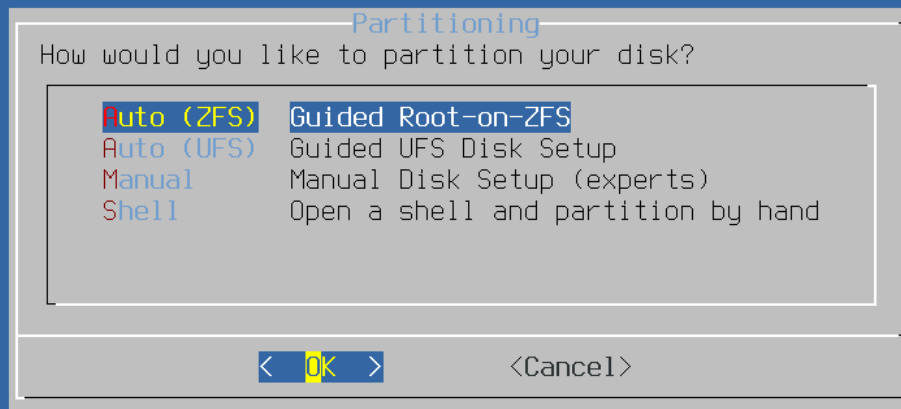 Partitioning
How would you like to partition your disk?
Auto (ZFS) Guided Root-on-ZFS
Auto (UFS) Guided UFS Disk Setup
Manual Manual Disk Setup (experts)
Shell Open a shell and partition by hand
< OK > <Cancel>